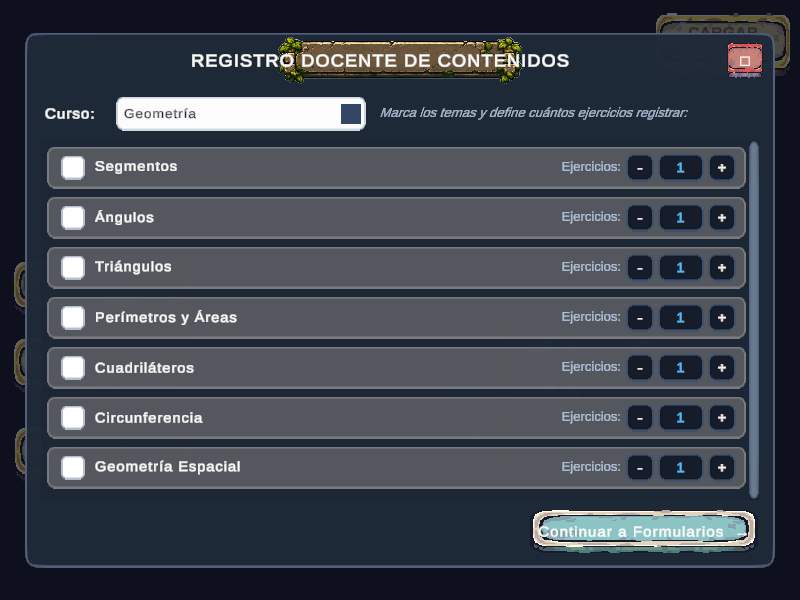 CARGAR
REGISTRO DOCENTE DE CONTENIDOS
Curso: Geometría Marca los temas y define cuántos ejercicios registrar:
Segmentos Ejercicios: - 1 +
Ángulos Ejercicios: - 1 +
Triángulos Ejercicios: - 1 +
Perímetros y Áreas Ejercicios: - 1 +
Cuadriláteros Ejercicios: - 1 +
Circunferencia Ejercicios: - 1 +
Geometría Espacial Ejercicios: - 1 +
Continuar a Formularios